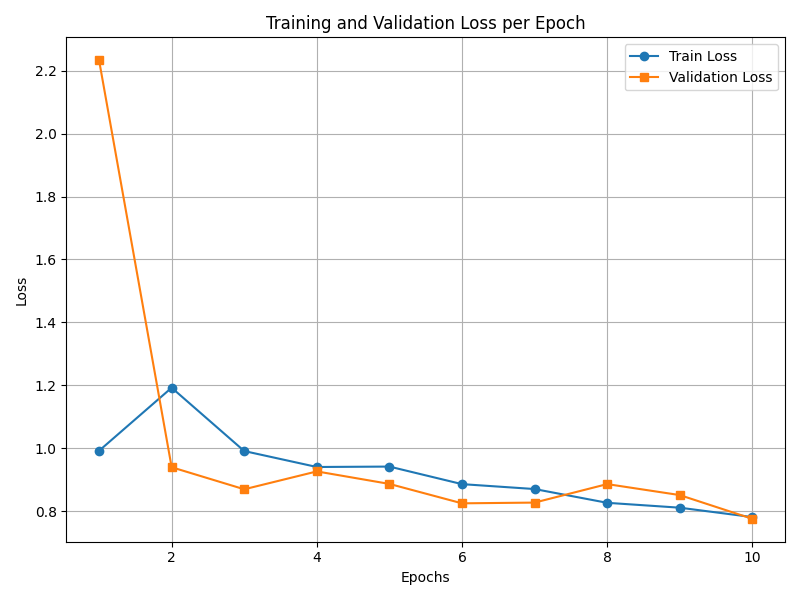 Training and Validation Loss per Epoch
Train Loss
Validation Loss
2.2
2.0
1.8
1.6
1.4
1.2
1.0
0.8
Loss
2 4 6 8 10
Epochs